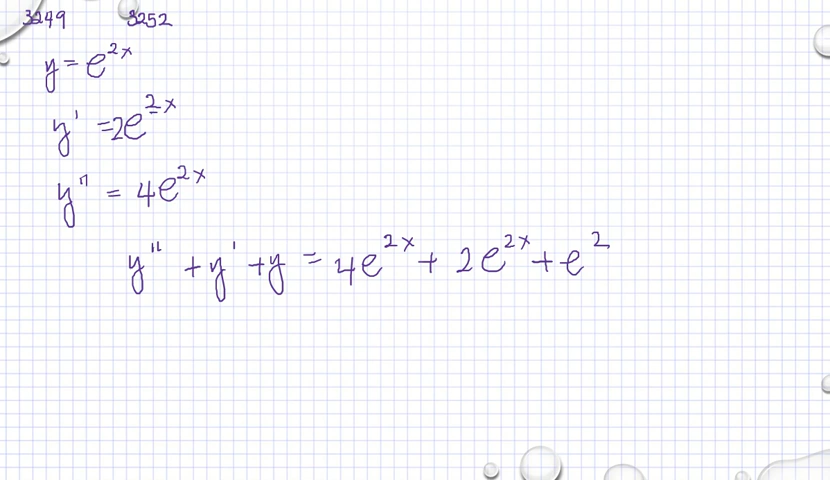 3249 3252
y = e^{2x}
y' = 2e^{2x}
y'' = 4e^{2x}
y'' + y' + y = 4e^{2x} + 2e^{2x} + e^{2}